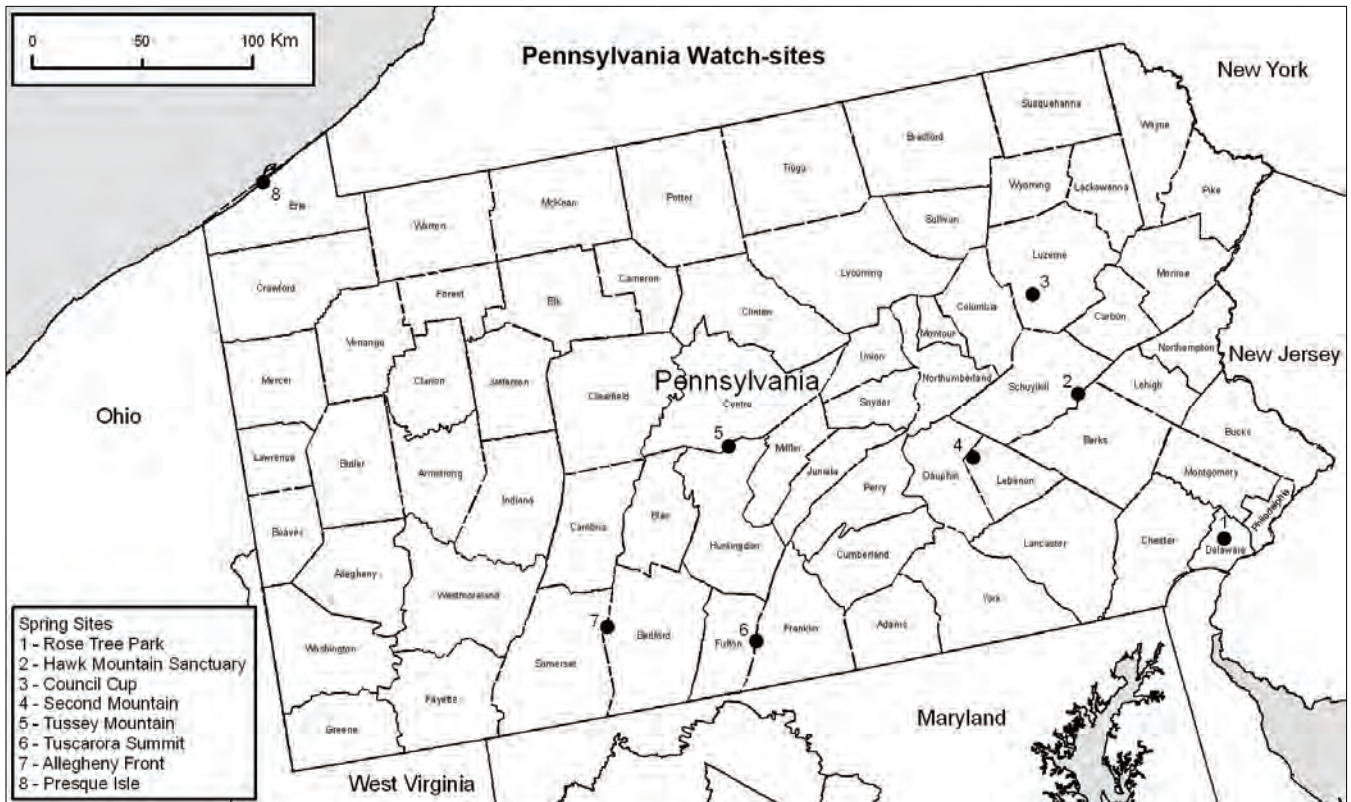 0 50 100 Km
Pennsylvania Watch-sites
New York
Susquehanna
Wayne
Bradford
Tioga
Potter
McKean
Warren
Erie
8
Wyoming
Lackawanna
Pike
Sullivan
Luzerne
3
Monroe
Lycoming
Cameron
Elk
Forest
Crawford
Clinton
Columbia
Carbon
Montour
Venango
Union
Northampton
New Jersey
Mercer
Clarion
Jefferson
Clearfield
Pennsylvania
Centre
Northumberland
Schuylkill
2
Lehigh
Snyder
Ohio
5
Mifflin
4
Berks
Bucks
Lawrence
Butler
Armstrong
Juniata
Dauphin
Lebanon
Montgomery
Indiana
Perry
Philadelphia
Beaver
Cambria
Blair
Huntingdon
Cumberland
Lancaster
Chester
1
Delaware
Allegheny
Westmoreland
York
Washington
Somerset
7
Bedford
Fulton
6
Franklin
Adams
Fayette
Greene
Maryland
West Virginia
Spring Sites
1 - Rose Tree Park
2 - Hawk Mountain Sanctuary
3 - Council Cup
4 - Second Mountain
5 - Tussey Mountain
6 - Tuscarora Summit
7 - Allegheny Front
8 - Presque Isle